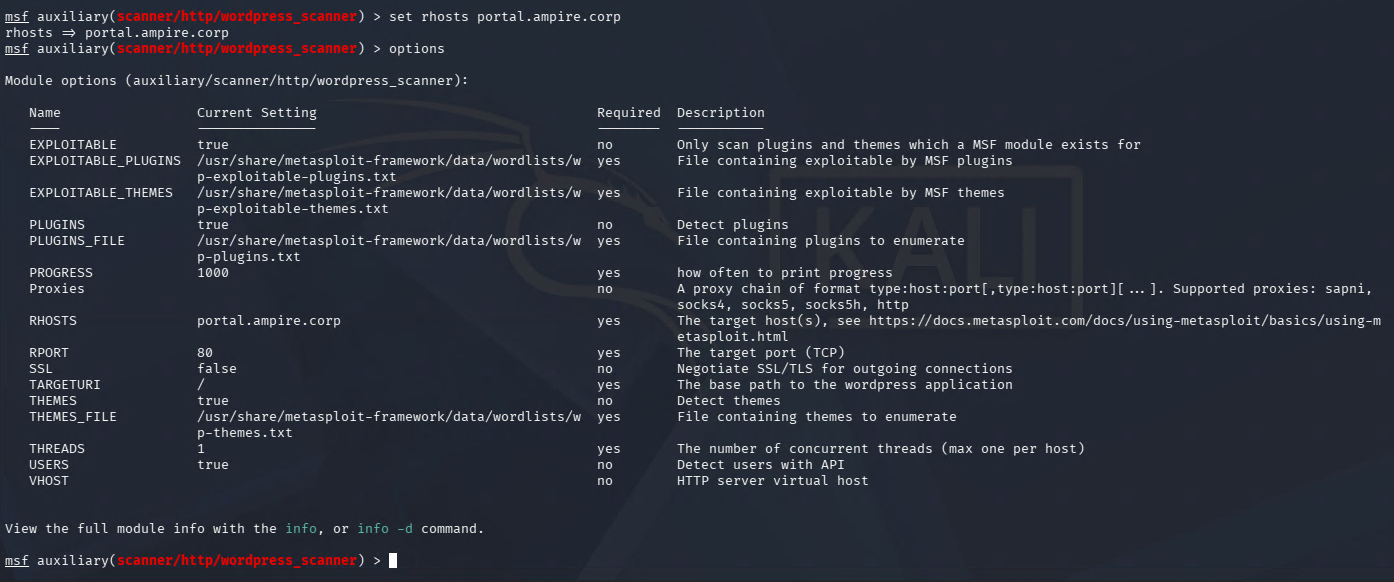 msf auxiliary(scanner/http/wordpress_scanner) > set rhosts portal.ampire.corp
rhosts => portal.ampire.corp
msf auxiliary(scanner/http/wordpress_scanner) > options
Module options (auxiliary/scanner/http/wordpress_scanner):
Name Current Setting Required Description
EXPLOITABLE true no Only scan plugins and themes which a MSF module exists for
EXPLOITABLE_PLUGINS /usr/share/metasploit-framework/data/wordlists/w yes File containing exploitable by MSF plugins
p-exploitable-plugins.txt
EXPLOITABLE_THEMES /usr/share/metasploit-framework/data/wordlists/w yes File containing exploitable by MSF themes
p-exploitable-themes.txt
PLUGINS true no Detect plugins
PLUGINS_FILE /usr/share/metasploit-framework/data/wordlists/w yes File containing plugins to enumerate
p-plugins.txt
PROGRESS 1000 yes how often to print progress
Proxies no A proxy chain of format type:host:port[,type:host:port][...]. Supported proxies: sapni,
socks4, socks5, socks5h, http
RHOSTS portal.ampire.corp yes The target host(s), see https://docs.metasploit.com/docs/using-metasploit/basics/using-m
etasploit.html
RPORT 80 yes The target port (TCP)
SSL false no Negotiate SSL/TLS for outgoing connections
TARGETURI / yes The base path to the wordpress application
THEMES true no Detect themes
THEMES_FILE /usr/share/metasploit-framework/data/wordlists/w yes File containing themes to enumerate
p-themes.txt
THREADS 1 yes The number of concurrent threads (max one per host)
USERS true no Detect users with API
VHOST no HTTP server virtual host
View the full module info with the info, or info -d command.
msf auxiliary(scanner/http/wordpress_scanner) >
KALI